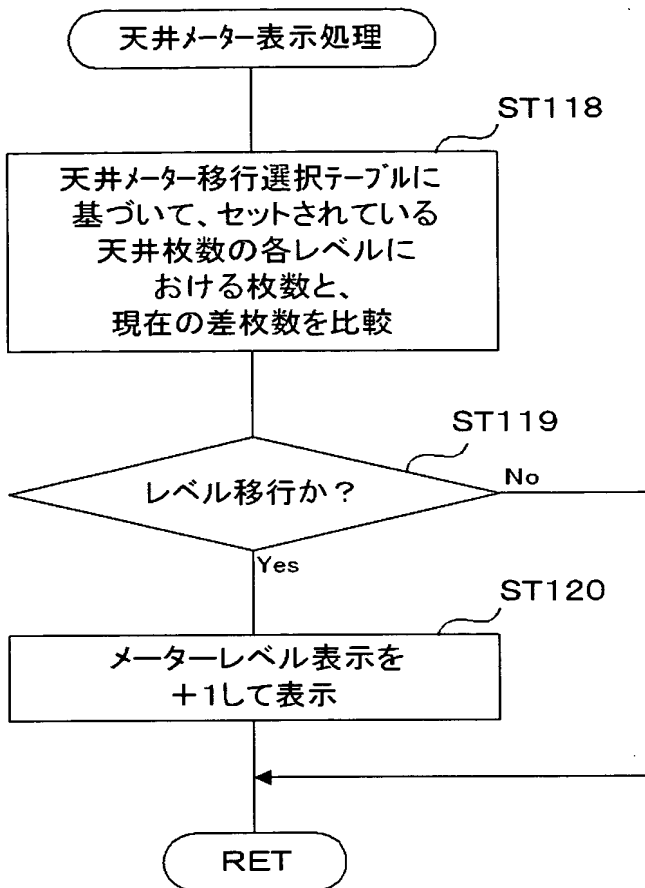 天井メーター表示処理
ST118
天井メーター移行選択テーブルに
基づいて、セットされている
天井枚数の各レベルに
おける枚数と、
現在の差枚数を比較
ST119
レベル移行か？
No
Yes
ST120
メーターレベル表示を
＋1して表示
RET